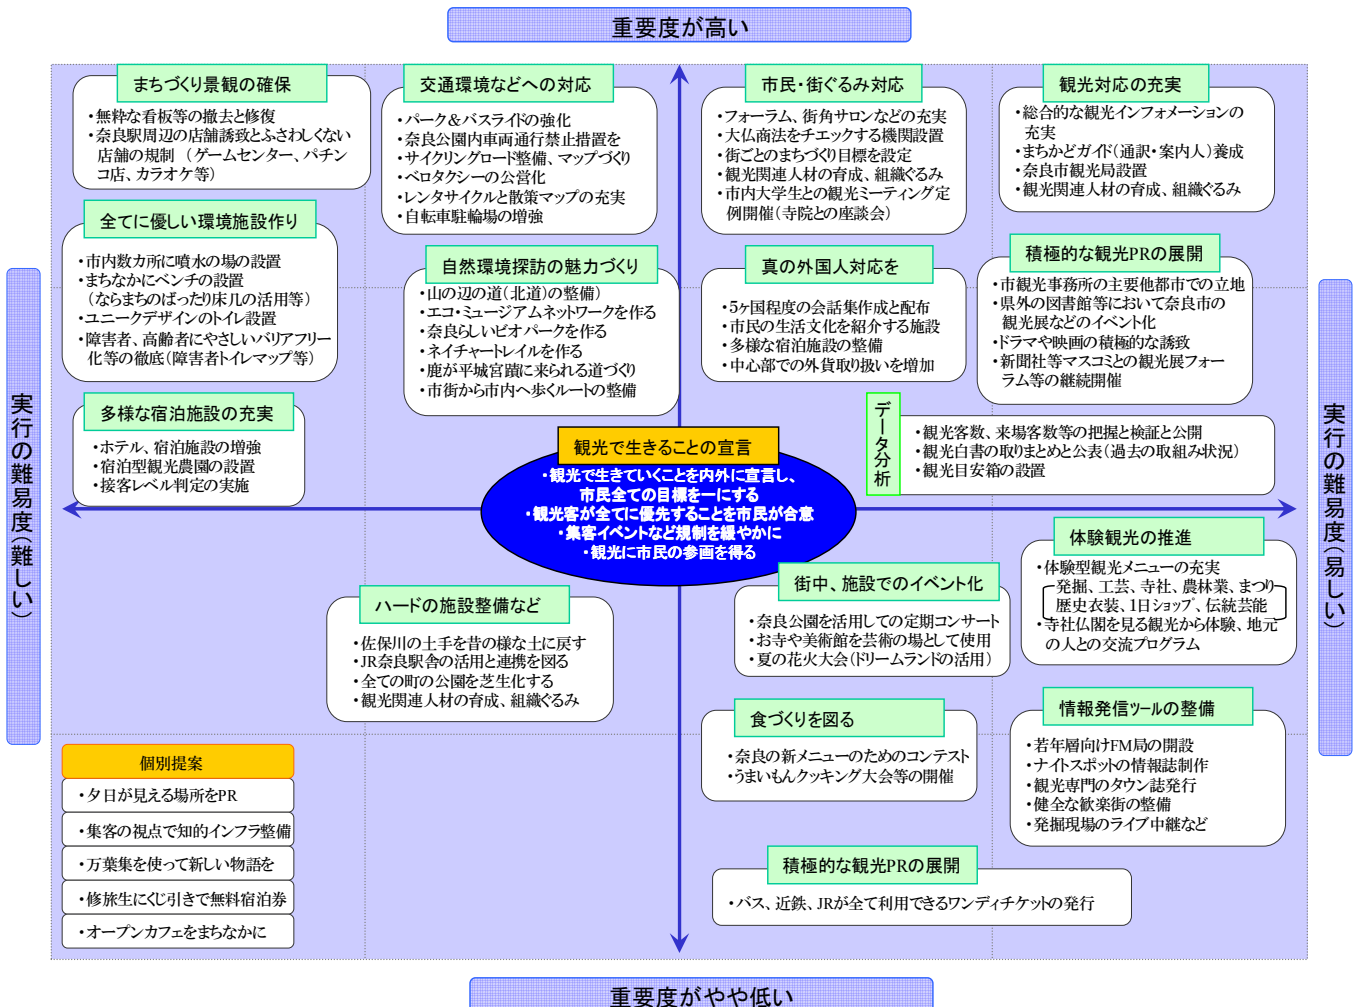 重要度が高い
まちづくり景観の確保
・無粋な看板等の撤去と修復
・奈良駅周辺の店舗誘致とふさわしくない
店舗の規制 （ゲームセンター、パチン
コ店、カラオケ等）
交通環境などへの対応
・パーク&バスライドの強化
・奈良公園内車両通行禁止措置を
・サイクリングロード整備、マップづくり
・ベロタクシーの公営化
・レンタサイクルと散策マップの充実
・自転車駐輪場の増強
市民・街ぐるみ対応
・フォーラム、街角サロンなどの充実
・大仏商法をチェックする機関設置
・街ごとのまちづくり目標を設定
・観光関連人材の育成、組織ぐるみ
・市内大学生との観光ミーティング定
例開催（寺院との座談会）
観光対応の充実
・総合的な観光インフォメーションの
充実
・まちかどガイド（通訳・案内人）養成
・奈良市観光局設置
・観光関連人材の育成、組織ぐるみ
全てに優しい環境施設作り
・市内数カ所に噴水の場の設置
・まちなかにベンチの設置
（ならまちのばったり床几の活用等）
・ユニークデザインのトイレ設置
・障害者、高齢者にやさしいバリアフリー
化等の徹底（障害者トイレマップ等）
自然環境探訪の魅力づくり
・山の辺の道（北道）の整備）
・エコ・ミュージアムネットワークを作る
・奈良らしいビオパークを作る
・ネイチャートレイルを作る
・鹿が平城宮蹟に来られる道づくり
・市街から市内へ歩くルートの整備
真の外国人対応を
・5ヶ国程度の会話集作成と配布
・市民の生活文化を紹介する施設
・多様な宿泊施設の整備
・中心部での外貨取り扱いを増加
積極的な観光PRの展開
・市観光事務所の主要他都市での立地
・県外の図書館等において奈良市の
観光展などのイベント化
・ドラマや映画の積極的な誘致
・新聞社等マスコミとの観光展フォー
ラム等の継続開催
多様な宿泊施設の充実
・ホテル、宿泊施設の増強
・宿泊型観光農園の設置
・接客レベル判定の実施
データ分析
・観光客数、来場客数等の把握と検証と公開
・観光白書の取りまとめと公表（過去の取組み状況）
・観光目安箱の設置
実行の難易度（難しい）
実行の難易度（易しい）
観光で生きることの宣言
・観光で生きていくことを内外に宣言し、
市民全ての目標を一にする
・観光客が全てに優先することを市民が合意
・集客イベントなど規制を緩やかに
・観光に市民の参画を得る
体験観光の推進
・体験型観光メニューの充実
発掘、工芸、寺社、農林業、まつり
歴史衣装、1日ショップ、伝統芸能
・寺社仏閣を見る観光から体験、地元
の人との交流プログラム
街中、施設でのイベント化
・奈良公園を活用しての定期コンサート
・お寺や美術館を芸術の場として使用
・夏の花火大会（ドリームランドの活用）
ハードの施設整備など
・佐保川の土手を昔の様な土に戻す
・JR奈良駅舎の活用と連携を図る
・全ての町の公園を芝生化する
・観光関連人材の育成、組織ぐるみ
食づくりを図る
・奈良の新メニューのためのコンテスト
・うまいもんクッキング大会等の開催
情報発信ツールの整備
・若年層向けFM局の開設
・ナイトスポットの情報誌制作
・観光専門のタウン誌発行
・健全な歓楽街の整備
・発掘現場のライブ中継など
個別提案
・夕日が見える場所をPR
・集客の視点で知的インフラ整備
・万葉集を使って新しい物語を
・修旅生にくじ引きで無料宿泊券
・オープンカフェをまちなかに
積極的な観光PRの展開
・バス、近鉄、JRが全て利用できるワンディチケットの発行
重要度がやや低い